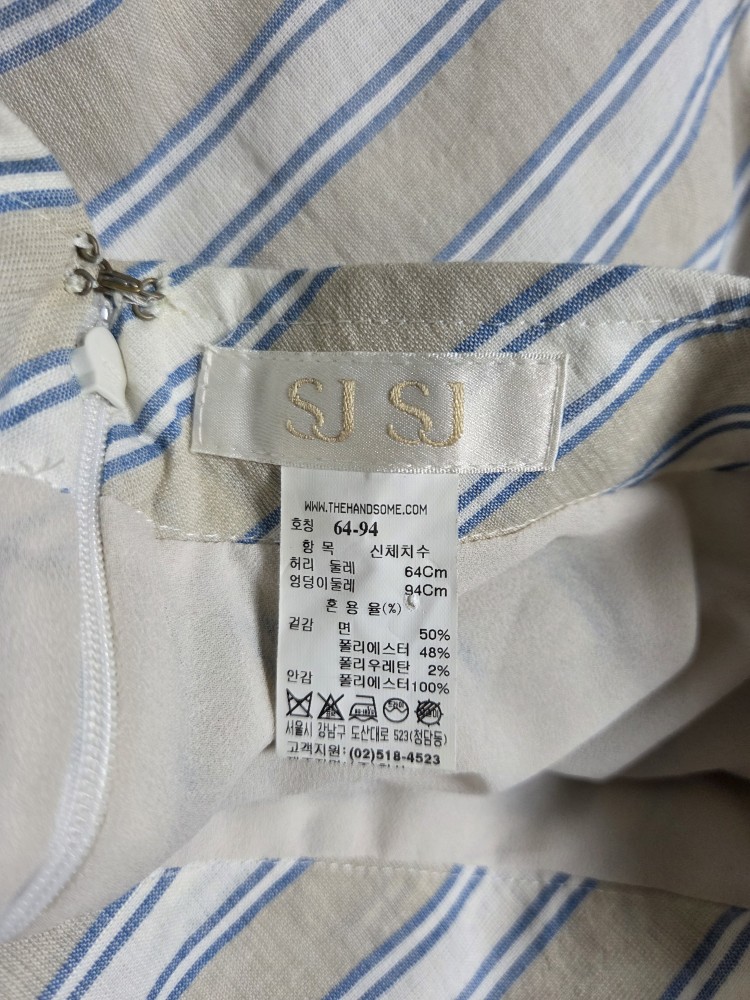 SJ SJ
WWW.THEHANDSOME.COM
호칭 64-94
항 목 신체치수
허리 둘레 64Cm
엉덩이둘레 94Cm
혼 용 율(%)
겉감 면 50%
폴리에스터 48%
폴리우레탄 2%
안감 폴리에스터100%
서울시 강남구 도산대로 523(청담동)
고객지원:(02)518-4523